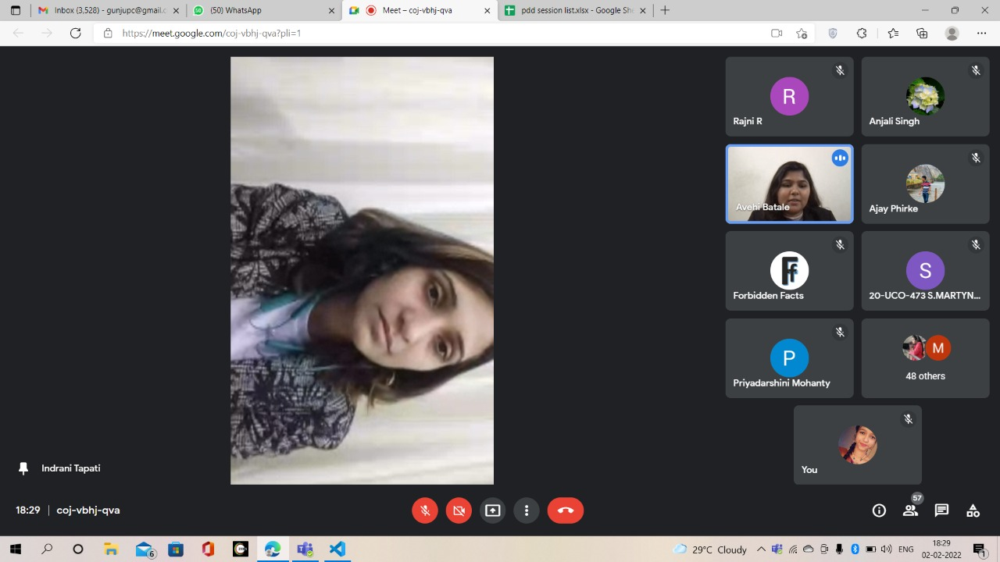 Inbox (3,528) - gunjupc@gmail.c
(50) WhatsApp
Meet – coj-vbhj-qva
pdd session list.xlsx - Google She
https://meet.google.com/coj-vbhj-qva?pli=1
R
Rajni R
Anjali Singh
Avehi Batale
Ajay Phirke
Forbidden Facts
S
20-UCO-473 S.MARTYN...
P
Priyadarshini Mohanty
M
48 others
You
Indrani Tapati
18:29 | coj-vbhj-qva
57
6
29°C Cloudy
ENG
18:29
02-02-2022
1